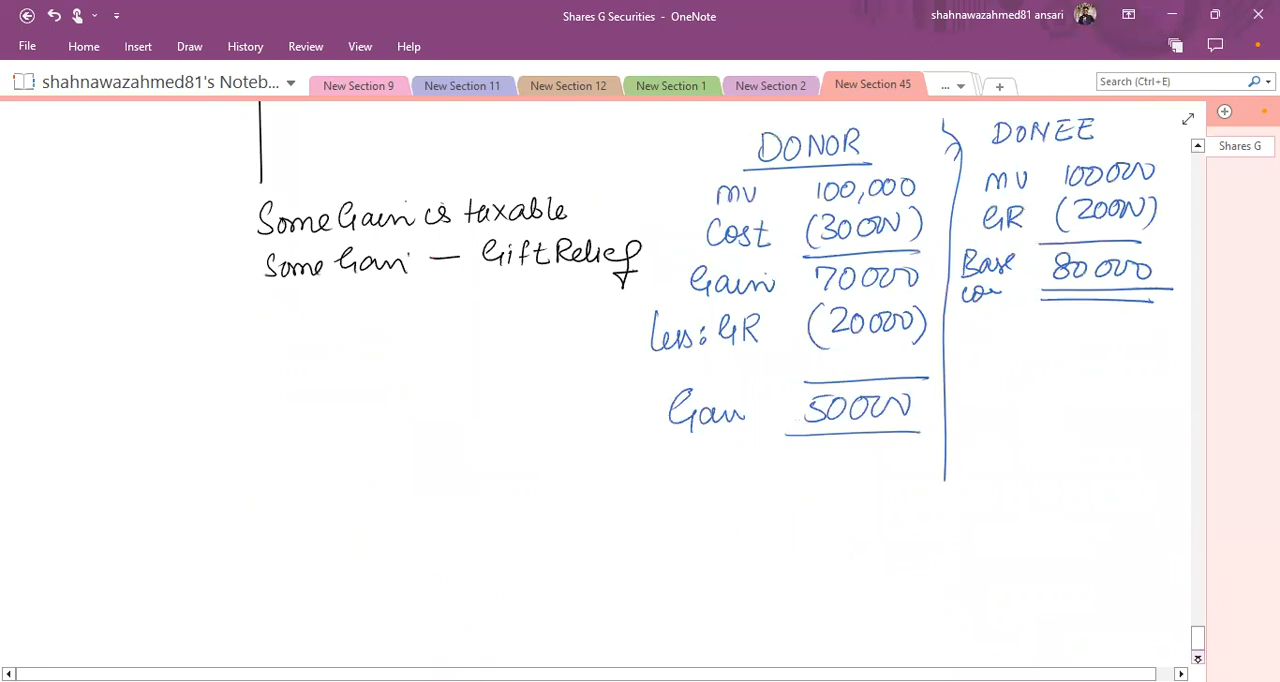 Shares G Securities - OneNote
shahnawazahmed81 ansari
File Home Insert Draw History Review View Help
shahnawazahmed81's Noteb...
New Section 9
New Section 11
New Section 12
New Section 1
New Section 2
New Section 45
...
Search (Ctrl+E)
Shares G
Some Gain is taxable
Some Gain — Gift Relief
DONOR
MV 100,000
Cost (30000)
Gain 70000
Less: GR (20000)
Gain 50000
DONEE
MV 100000
GR (20000)
Base
80000